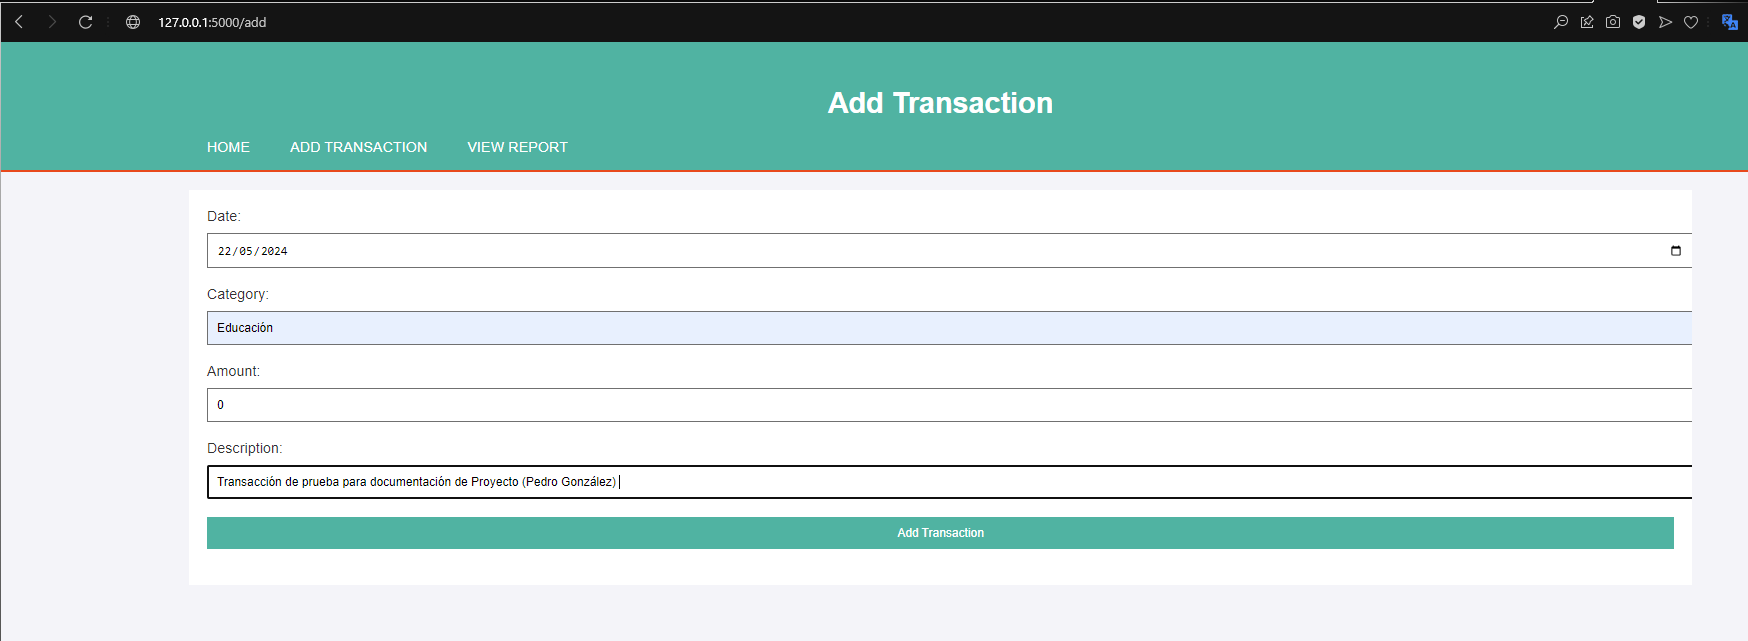 127.0.0.1:5000/add
Add Transaction
HOME ADD TRANSACTION VIEW REPORT
Date:
22/05/2024
Category:
Educación
Amount:
0
Description:
Transacción de prueba para documentación de Proyecto (Pedro González)
Add Transaction